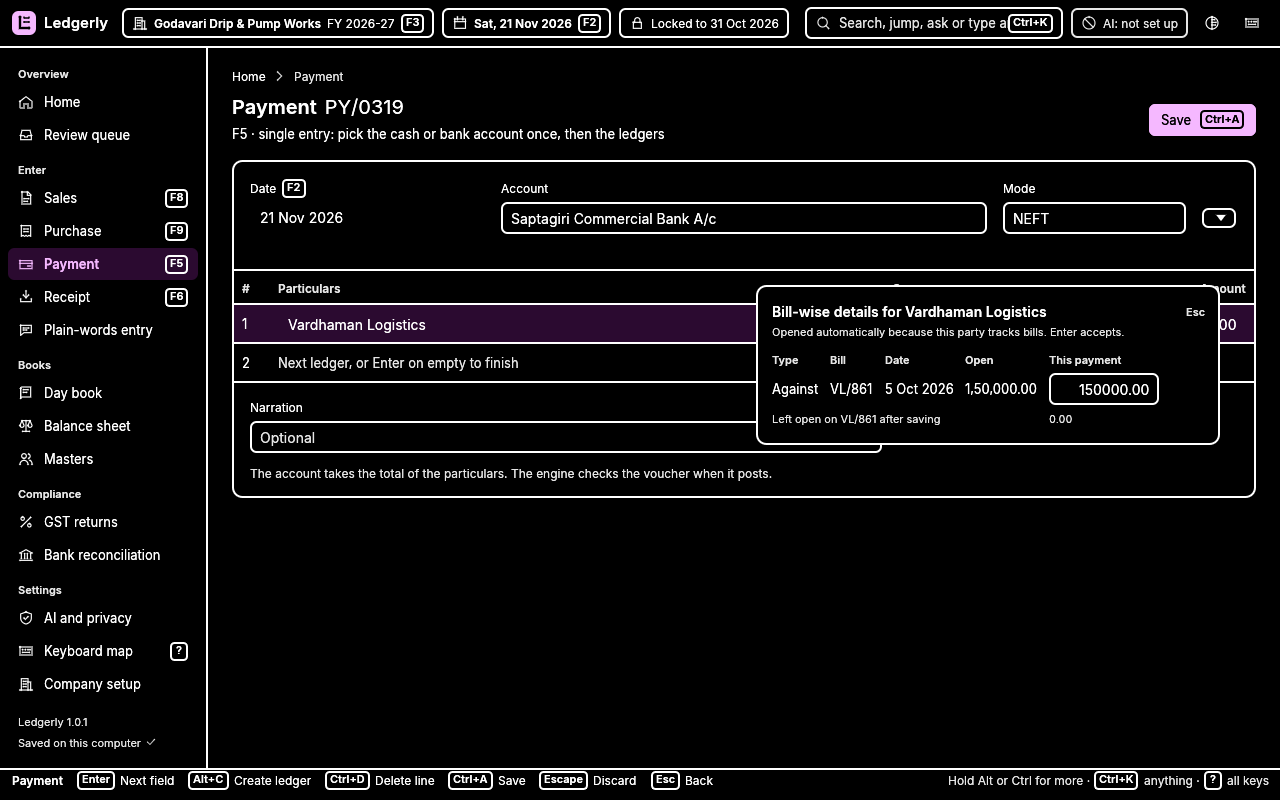 Ledgerly
Godavari Drip & Pump Works FY 2026-27 F3
Sat, 21 Nov 2026 F2
Locked to 31 Oct 2026
Search, jump, ask or type a Ctrl+K
AI: not set up
Overview
Home
Review queue
Enter
Sales F8
Purchase F9
Payment F5
Receipt F6
Plain-words entry
Books
Day book
Balance sheet
Masters
Compliance
GST returns
Bank reconciliation
Settings
AI and privacy
Keyboard map ?
Company setup
Ledgerly 1.0.1
Saved on this computer
Home Payment
Payment PY/0319
F5 · single entry: pick the cash or bank account once, then the ledgers
Save Ctrl+A
Date F2
21 Nov 2026
Account
Saptagiri Commercial Bank A/c
Mode
NEFT
# Particulars
1 Vardhaman Logistics
2 Next ledger, or Enter on empty to finish
Bill-wise details for Vardhaman Logistics Esc
Opened automatically because this party tracks bills. Enter accepts.
Type Bill Date Open This payment
Against VL/861 5 Oct 2026 1,50,000.00 150000.00
Left open on VL/861 after saving 0.00
Narration
Optional
The account takes the total of the particulars. The engine checks the voucher when it posts.
Payment Enter Next field Alt+C Create ledger Ctrl+D Delete line Ctrl+A Save Escape Discard Esc Back
Hold Alt or Ctrl for more · Ctrl+K anything · ? all keys